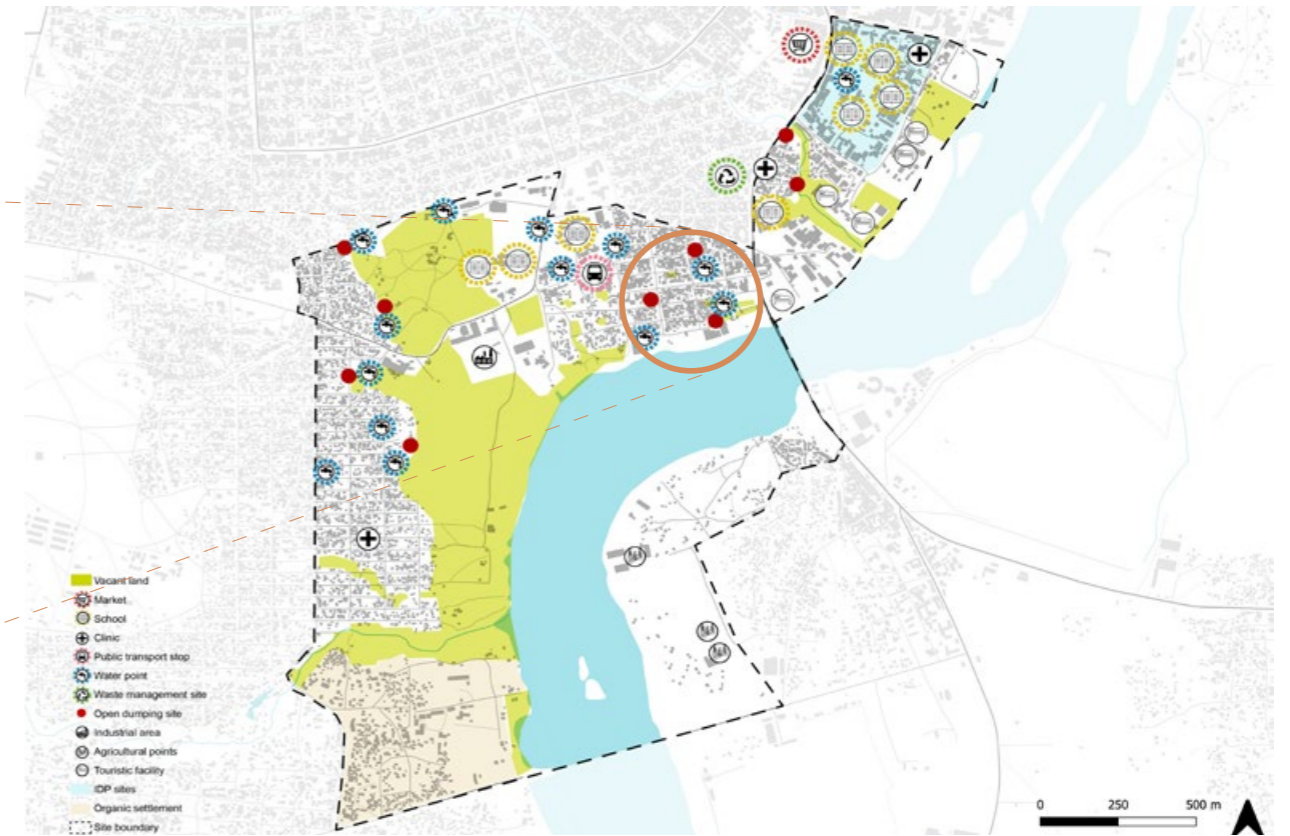 Vacant land
Market
School
Clinic
Public transport stop
Water point
Waste management site
Open dumping site
Industrial area
Agricultural points
Touristic facility
IDP sites
Organic settlement
Site boundary
0 250 500 m